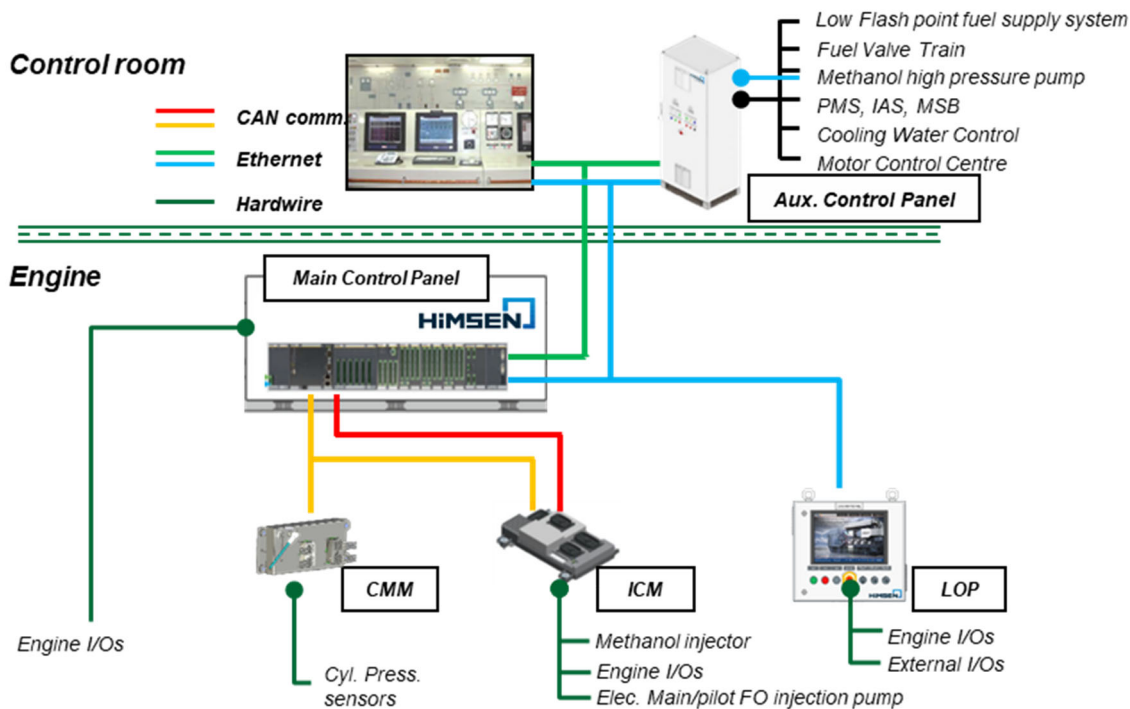 Control room
CAN comm.
Ethernet
Hardwire
Low Flash point fuel supply system
Fuel Valve Train
Methanol high pressure pump
PMS, IAS, MSB
Cooling Water Control
Motor Control Centre
Aux. Control Panel
Engine
Main Control Panel
HiMSEN
CMM
ICM
LOP
HiMSEN
Engine I/Os
Cyl. Press.
sensors
Methanol injector
Engine I/Os
Elec. Main/pilot FO injection pump
Engine I/Os
External I/Os